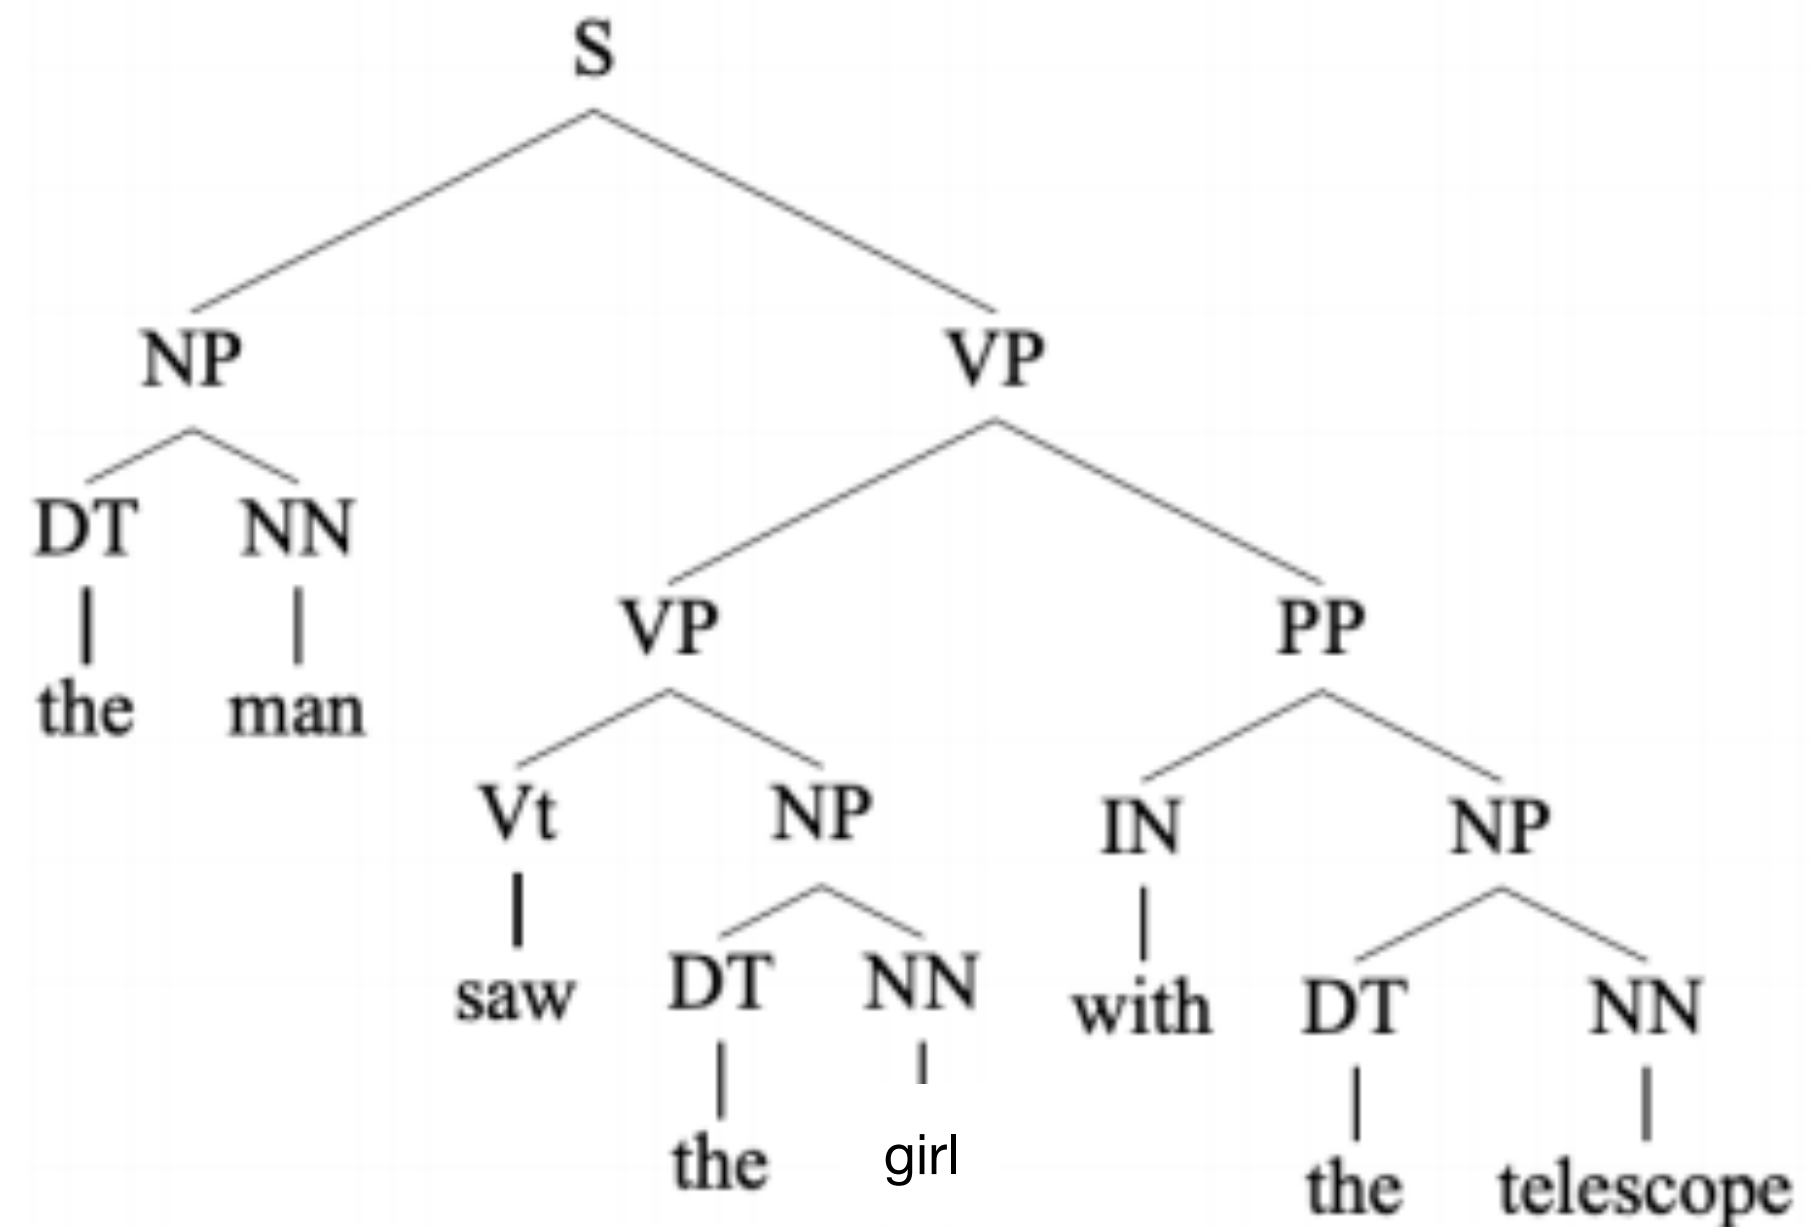 S
NP VP
DT NN
VP PP
the man
Vt NP IN NP
saw DT NN with DT NN
the girl the telescope